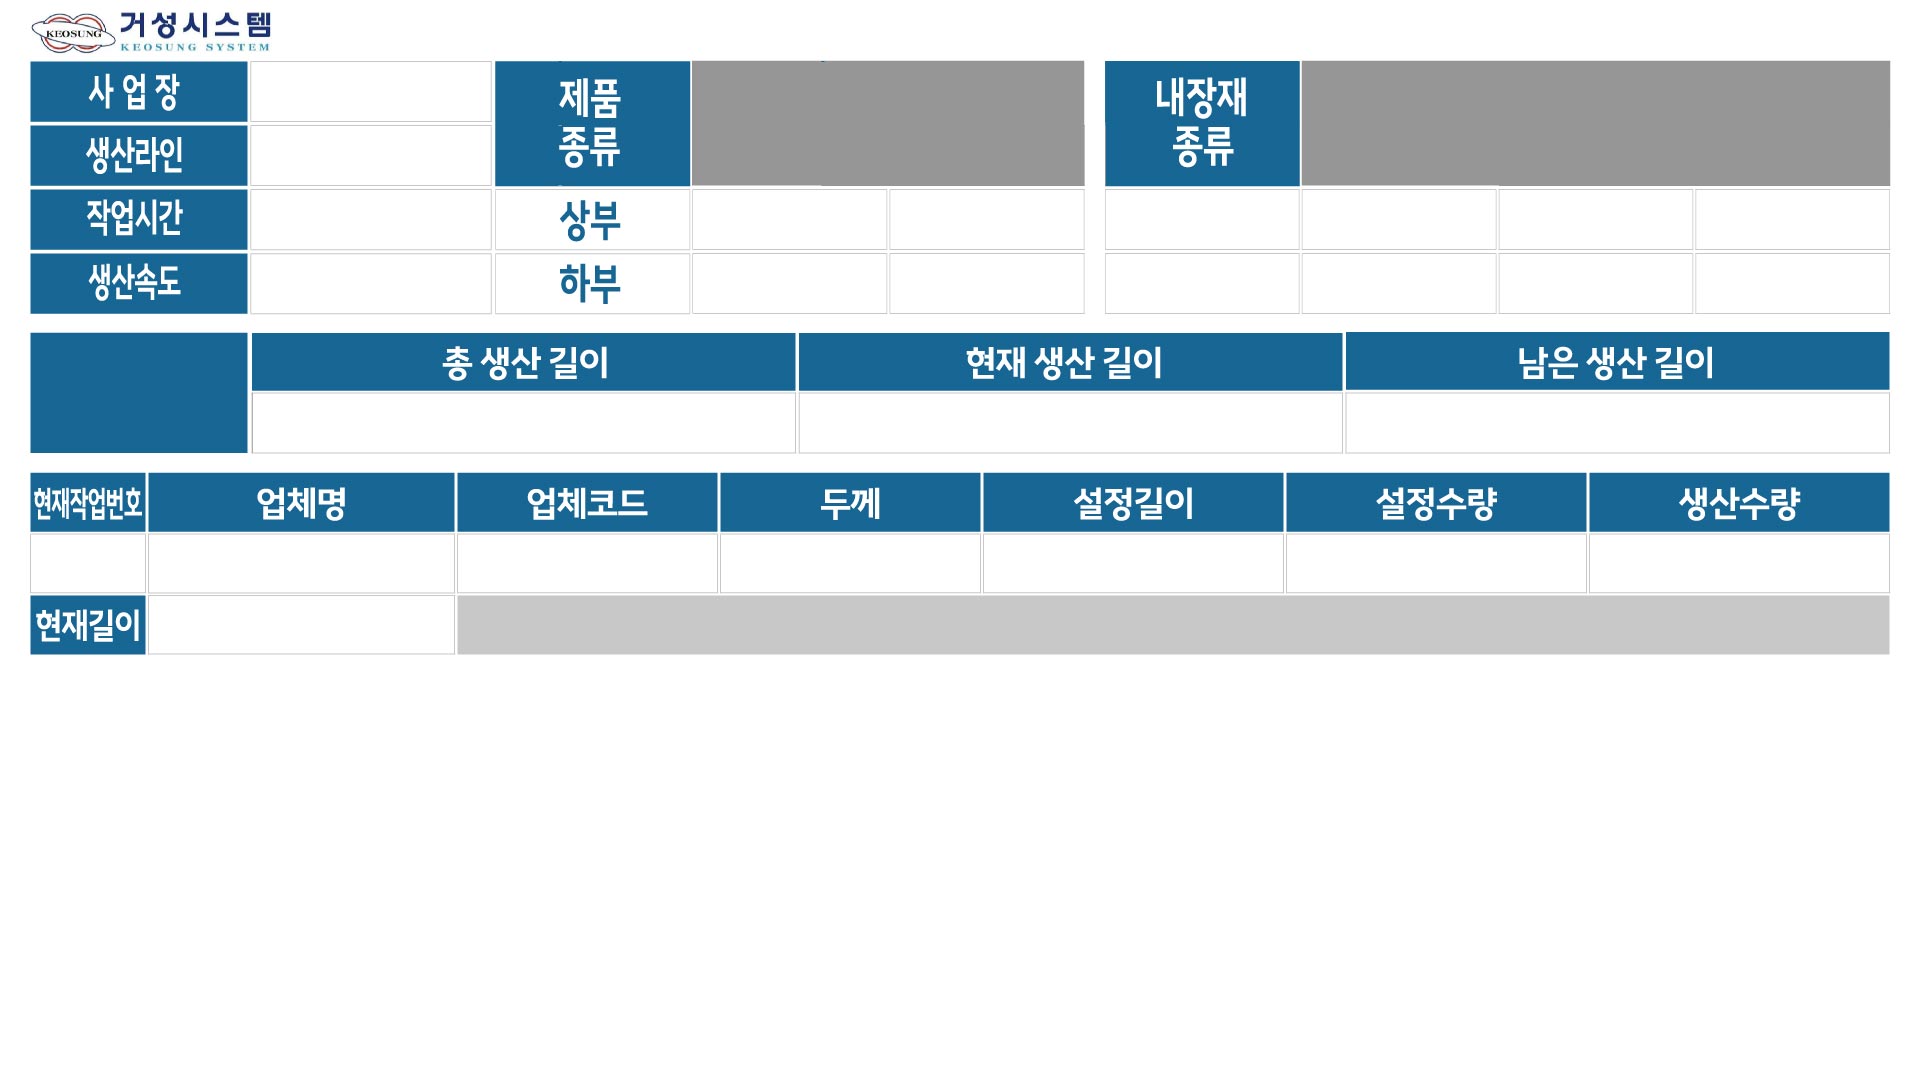 KEOSUNG
거성시스템
KEOSUNG SYSTEM
사 업 장
제품
종류
내장재
종류
생산라인
작업시간
상부
생산속도
하부
총 생산 길이
현재 생산 길이
남은 생산 길이
현재작업번호
업체명
업체코드
두께
설정길이
설정수량
생산수량
현재길이